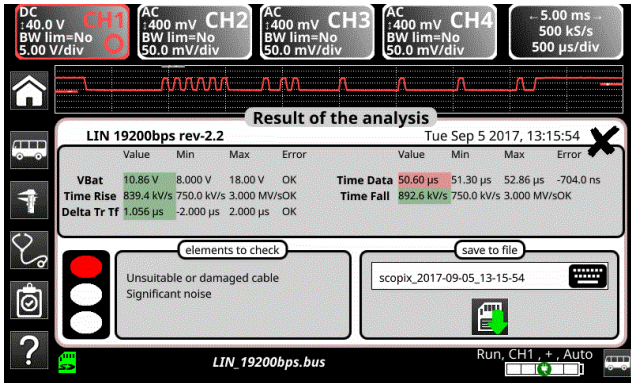 DC
↕40.0 V CH1
BW lim=No
5.00 V/div
AC
↕400 mV CH2
BW lim=No
50.0 mV/div
AC
↕400 mV CH3
BW lim=No
50.0 mV/div
AC
↕400 mV CH4
BW lim=No
50.0 mV/div
←5.00 ms→
500 kS/s
500 µs/div
Result of the analysis
LIN 19200bps rev-2.2 Tue Sep 5 2017, 13:15:54
Value Min Max Error Value Min Max Error
VBat 10.86 V 8.000 V 18.00 V OK Time Data 50.60 µs 51.30 µs 52.86 µs -704.0 ns
Time Rise 839.4 kV/s 750.0 kV/s 3.000 MV/s OK Time Fall 892.6 kV/s 750.0 kV/s 3.000 MV/s OK
Delta Tr Tf 1.056 µs -2.000 µs 2.000 µs OK
elements to check
Unsuitable or damaged cable
Significant noise
save to file
scopix_2017-09-05_13-15-54
LIN_19200bps.bus
Run, CH1 , + , Auto